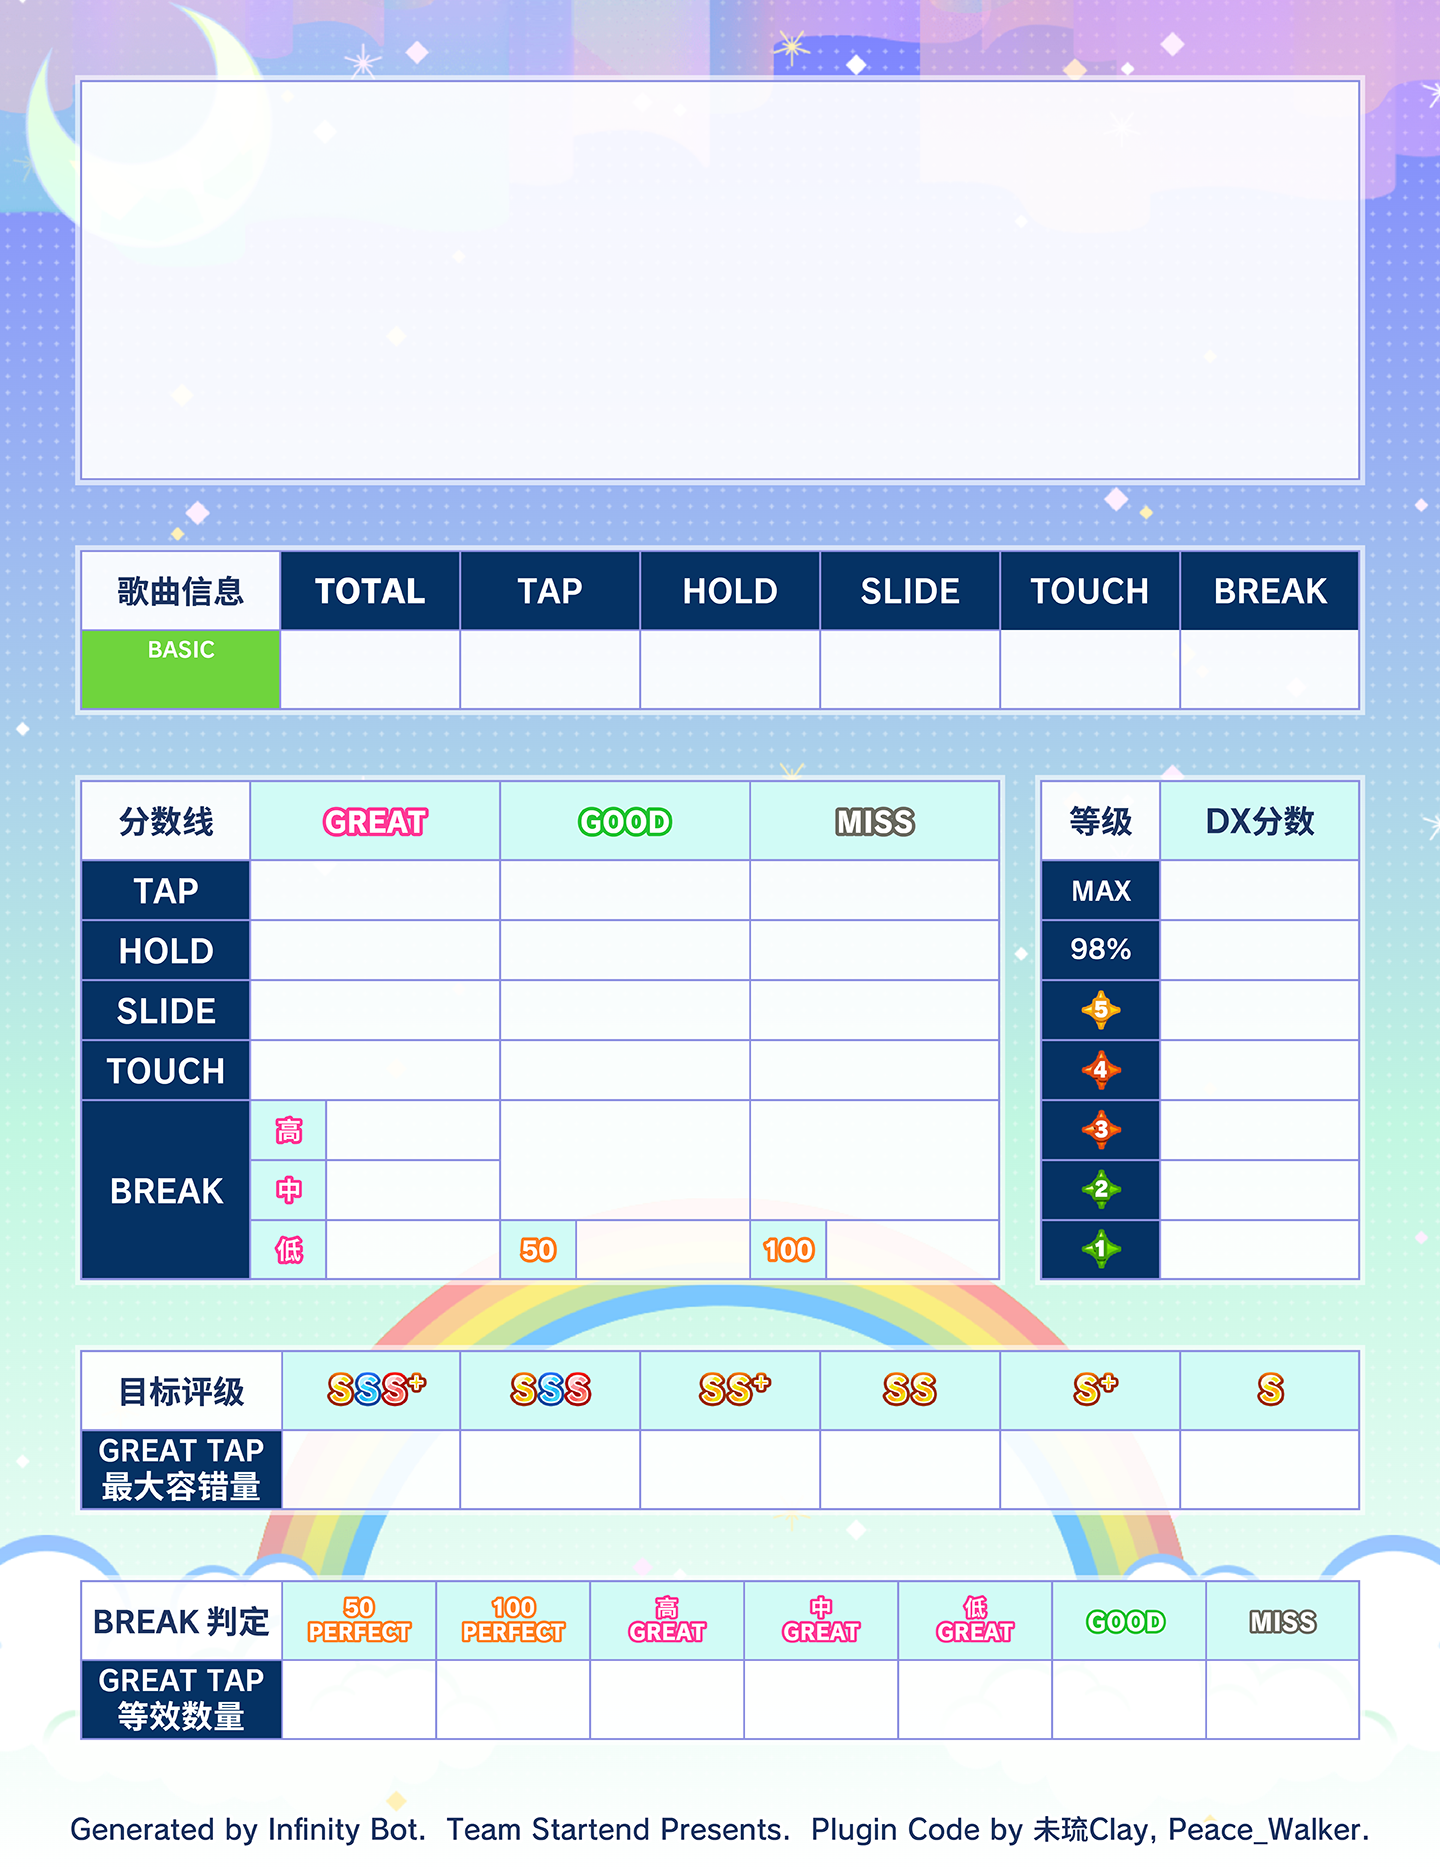 歌曲信息 TOTAL TAP HOLD SLIDE TOUCH BREAK
BASIC
分数线 GREAT GOOD MISS
TAP
HOLD
SLIDE
TOUCH
BREAK
高
中
低 50 100
等级 DX分数
MAX
98%
5
4
3
2
1
目标评级 SSS+ SSS SS+ SS S+ S
GREAT TAP
最大容错量
BREAK 判定
50
PERFECT
100
PERFECT
高
GREAT
中
GREAT
低
GREAT
GOOD
MISS
GREAT TAP
等效数量
Generated by Infinity Bot. Team Startend Presents. Plugin Code by 未琉Clay, Peace_Walker.